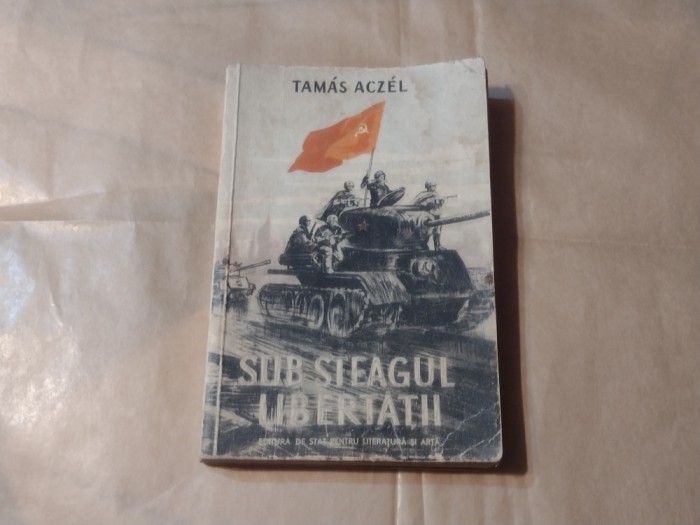 TAMÁS ACZÉL
SUB STEAGUL
LIBERTĂȚII
EDITURA DE STAT PENTRU LITERATURĂ ȘI ARTĂ